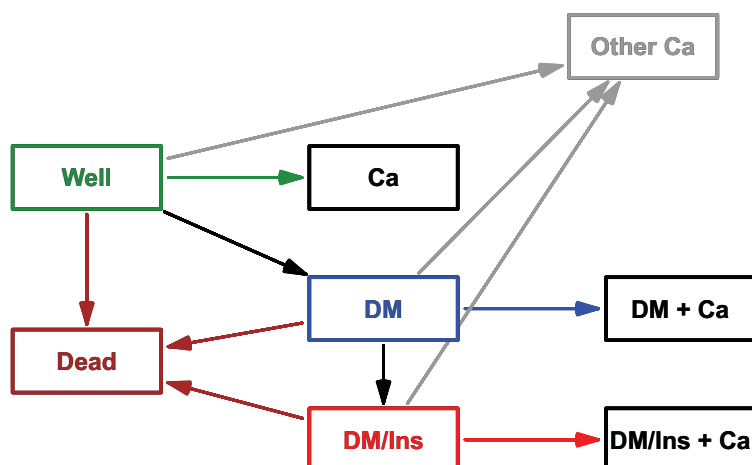 Other Ca
Well
Ca
DM
DM + Ca
Dead
DM/Ins
DM/Ins + Ca